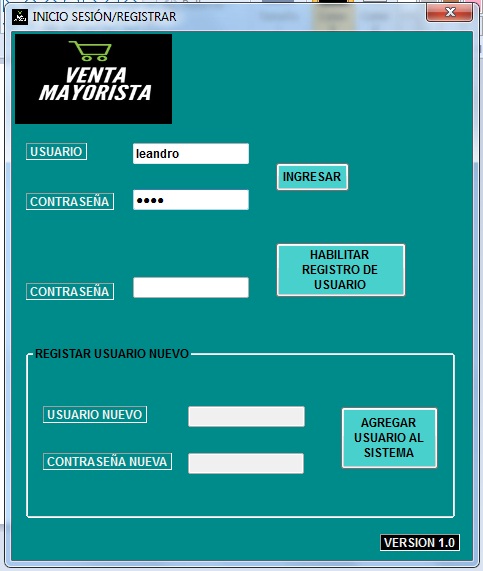 INICIO SESIÓN/REGISTRAR
VENTA
MAYORISTA
USUARIO
leandro
INGRESAR
CONTRASEÑA
HABILITAR
REGISTRO DE
USUARIO
CONTRASEÑA
REGISTAR USUARIO NUEVO
USUARIO NUEVO
AGREGAR
USUARIO AL
SISTEMA
CONTRASEÑA NUEVA
VERSION 1.0